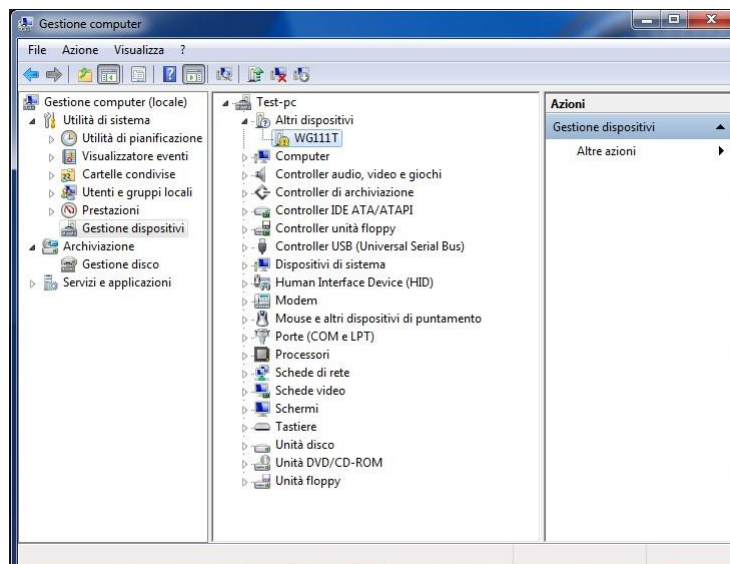 Gestione computer
File Azione Visualizza ?
Gestione computer (locale)
Utilità di sistema
Utilità di pianificazione
Visualizzatore eventi
Cartelle condivise
Utenti e gruppi locali
Prestazioni
Gestione dispositivi
Archiviazione
Gestione disco
Servizi e applicazioni
Test-pc
Altri dispositivi
WG111T
Computer
Controller audio, video e giochi
Controller di archiviazione
Controller IDE ATA/ATAPI
Controller unità floppy
Controller USB (Universal Serial Bus)
Dispositivi di sistema
Human Interface Device (HID)
Modem
Mouse e altri dispositivi di puntamento
Porte (COM e LPT)
Processori
Schede di rete
Schede video
Schermi
Tastiere
Unità disco
Unità DVD/CD-ROM
Unità floppy
Azioni
Gestione dispositivi
Altre azioni